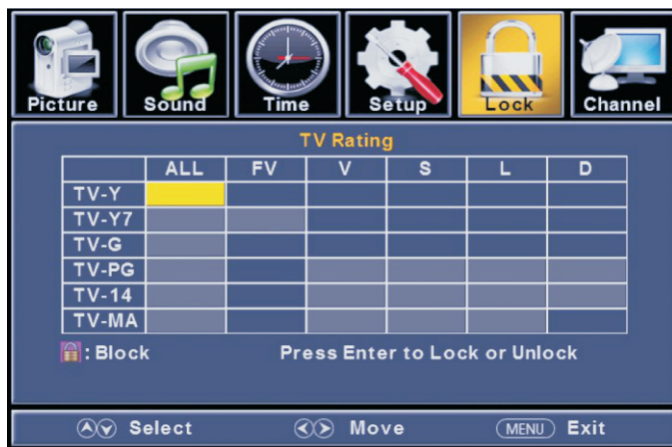 Picture Sound Time Setup Lock Channel
TV Rating
ALL FV V S L D
TV-Y
TV-Y7
TV-G
TV-PG
TV-14
TV-MA
: Block Press Enter to Lock or Unlock
Select Move MENU Exit